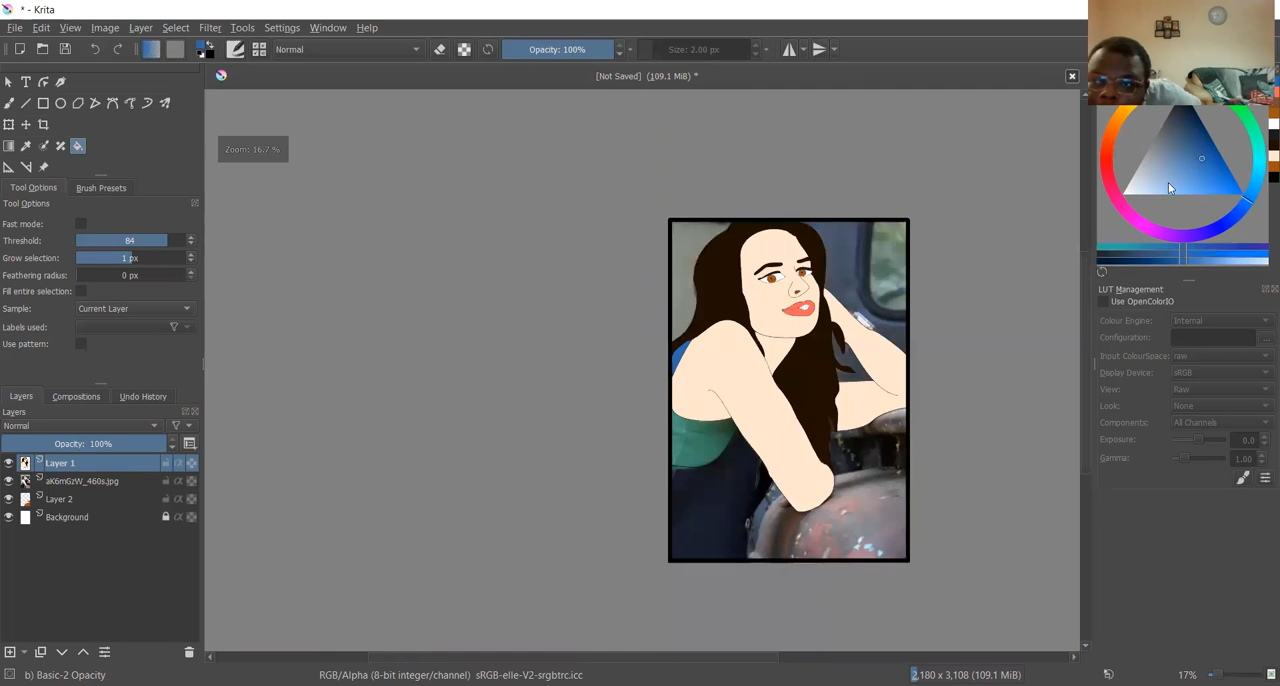 * - Krita
File Edit View Image Layer Select Filter Tools Settings Window Help
Normal Opacity: 100% Size: 2.00 px
[Not Saved] (109.1 MiB) *
Zoom: 16.7 %
Tool Options Brush Presets
Tool Options
Fast mode:
Threshold: 84
Grow selection: 1 px
Feathering radius: 0 px
Fill entire selection:
Sample: Current Layer
Labels used:
Use pattern:
Layers Compositions Undo History
Layers
Normal
Opacity: 100%
Layer 1
aK6mGzW_460s.jpg
Layer 2
Background
LUT Management
Use OpenColorIO
Colour Engine: Internal
Configuration: ...
Input ColourSpace: raw
Display Device: sRGB
View: Raw
Look: None
Components: All Channels
Exposure: 0.0
Gamma: 1.00
b) Basic-2 Opacity RGB/Alpha (8-bit integer/channel) sRGB-elle-V2-srgbtrc.icc 2,180 x 3,108 (109.1 MiB) 17%